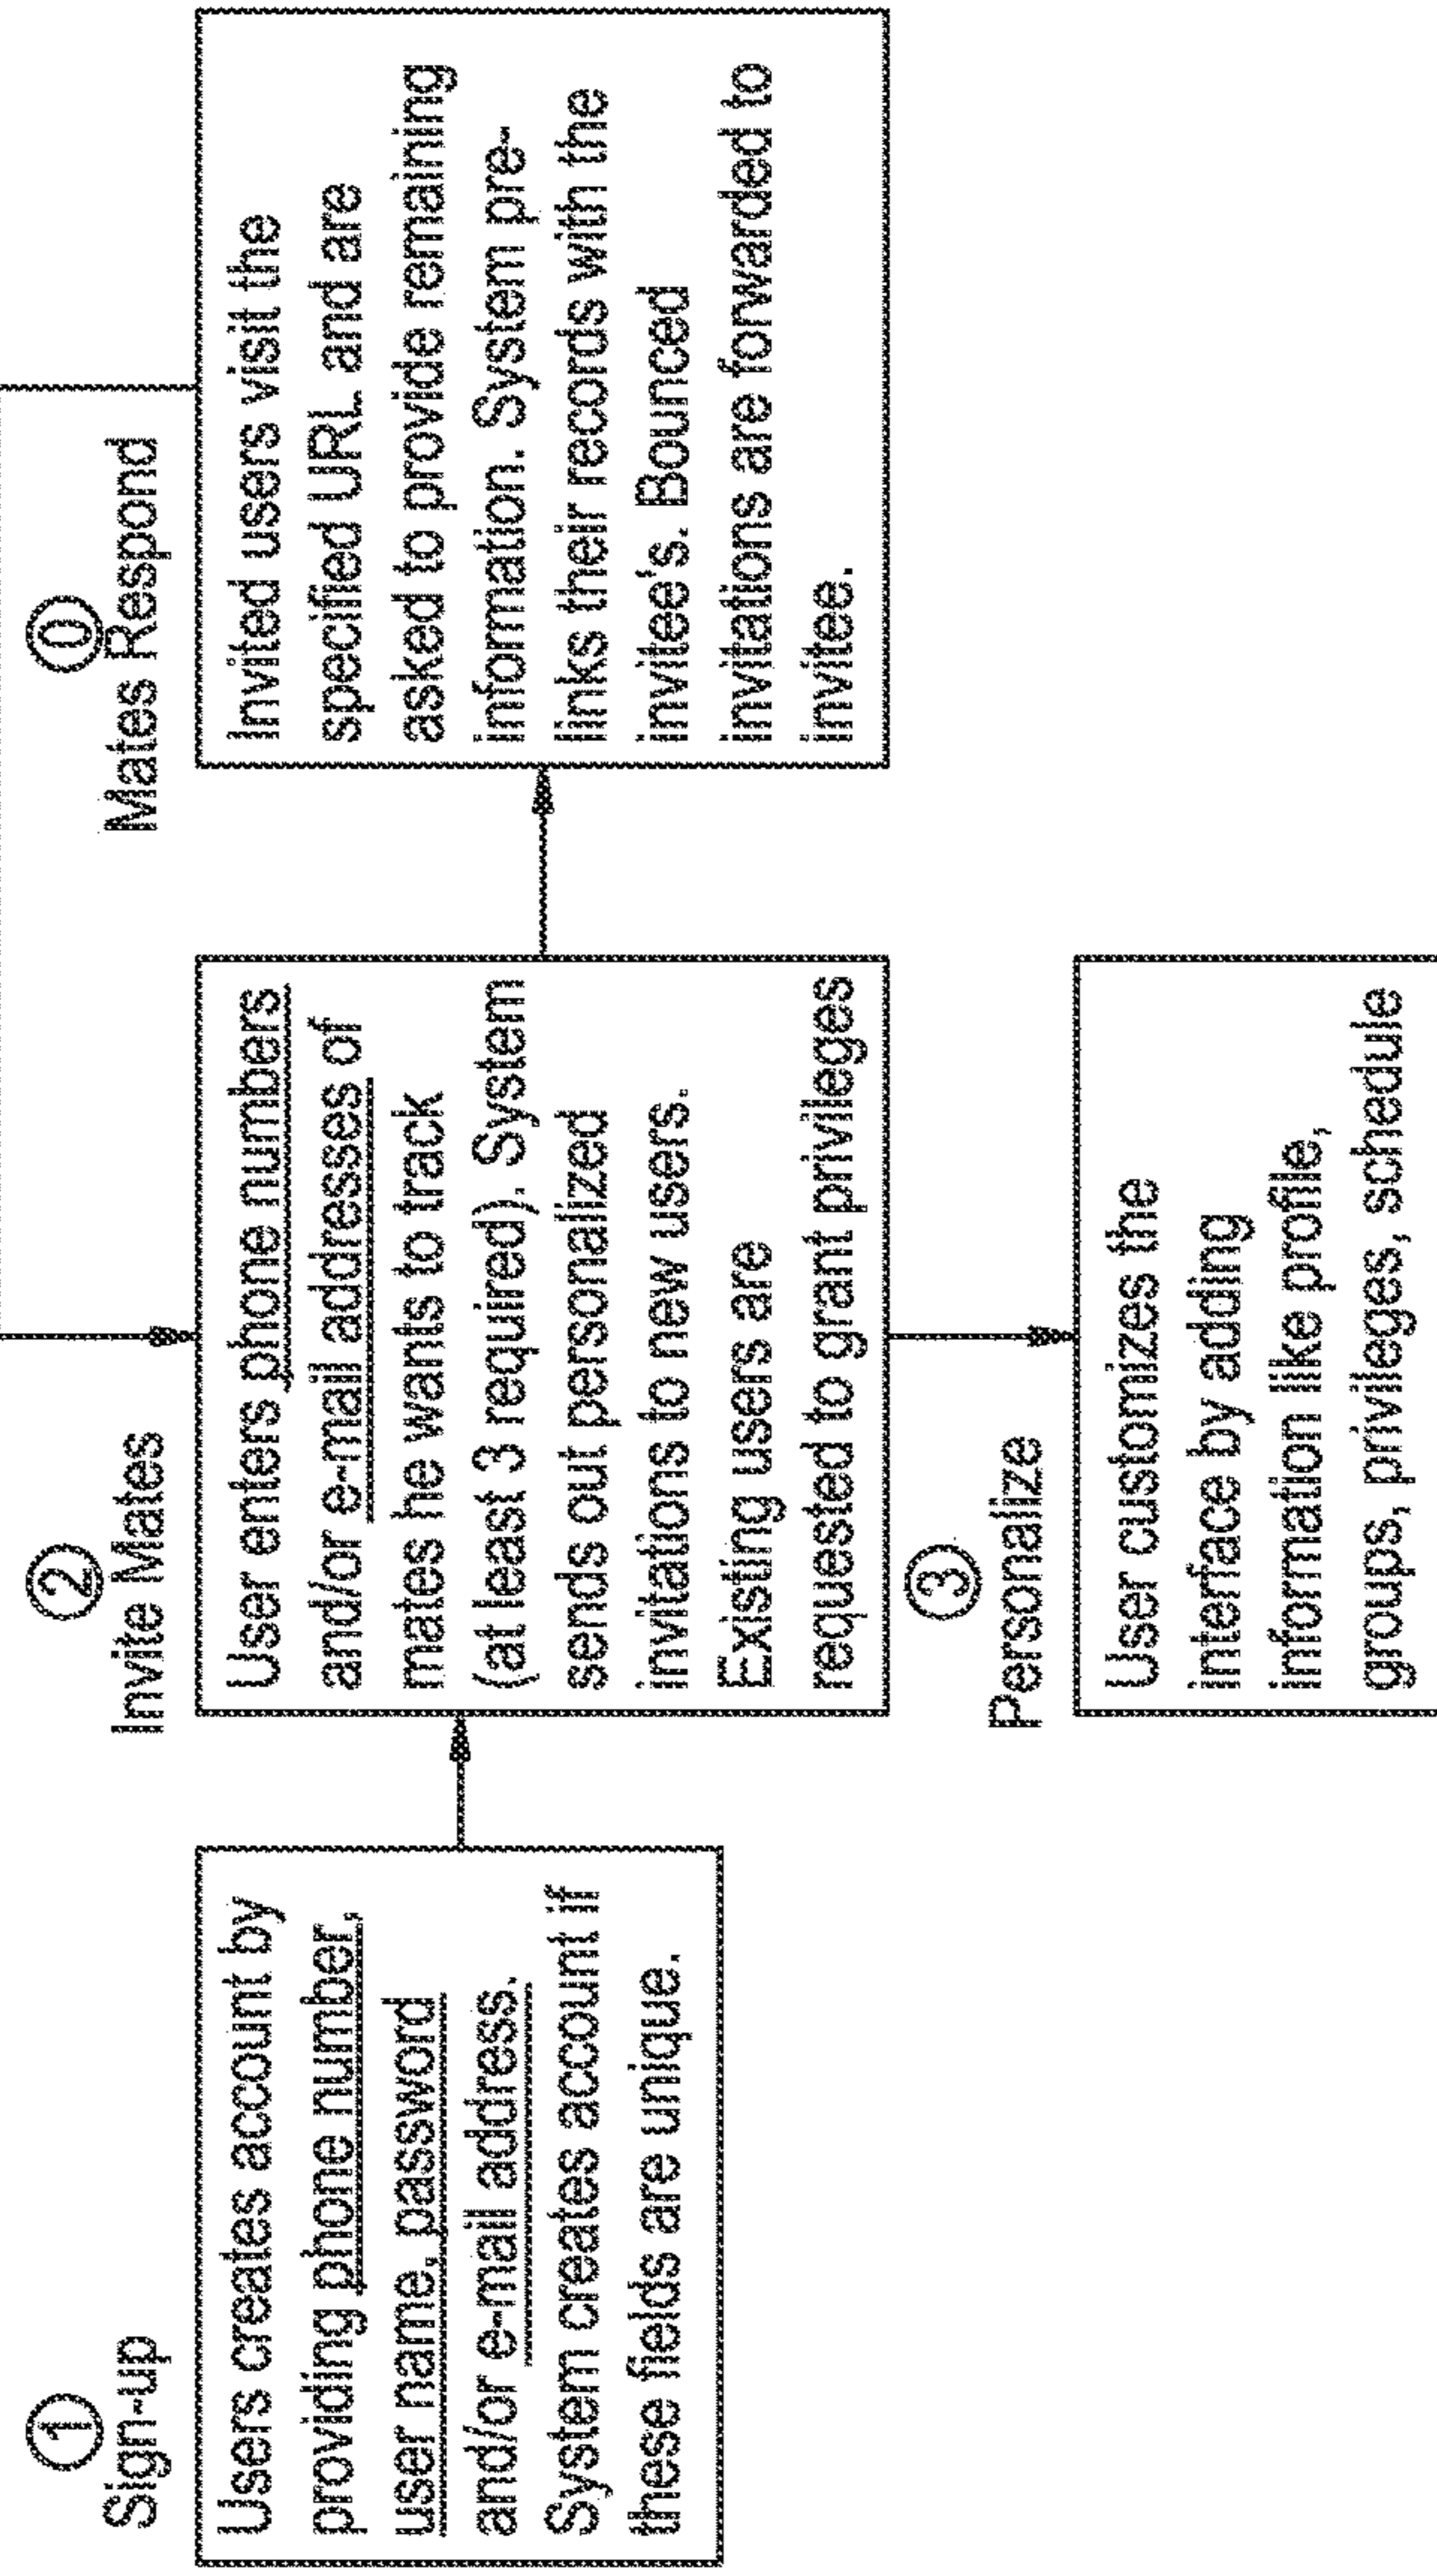 ①
Sign-up
Users creates account by
providing phone number,
user name, password
and/or e-mail address.
System creates account if
these fields are unique.
②
Invite Mates
User enters phone numbers
and/or e-mail addresses of
mates he wants to track
(at least 3 required). System
sends out personalized
invitations to new users.
Existing users are
requested to grant privileges
⓪
Mates Respond
Invited users visit the
specified URL and are
asked to provide remaining
information. System pre-
links their records with the
invitee's. Bounced
invitations are forwarded to
invitee.
③
Personalize
User customizes the
interface by adding
information like profile,
groups, privileges, schedule